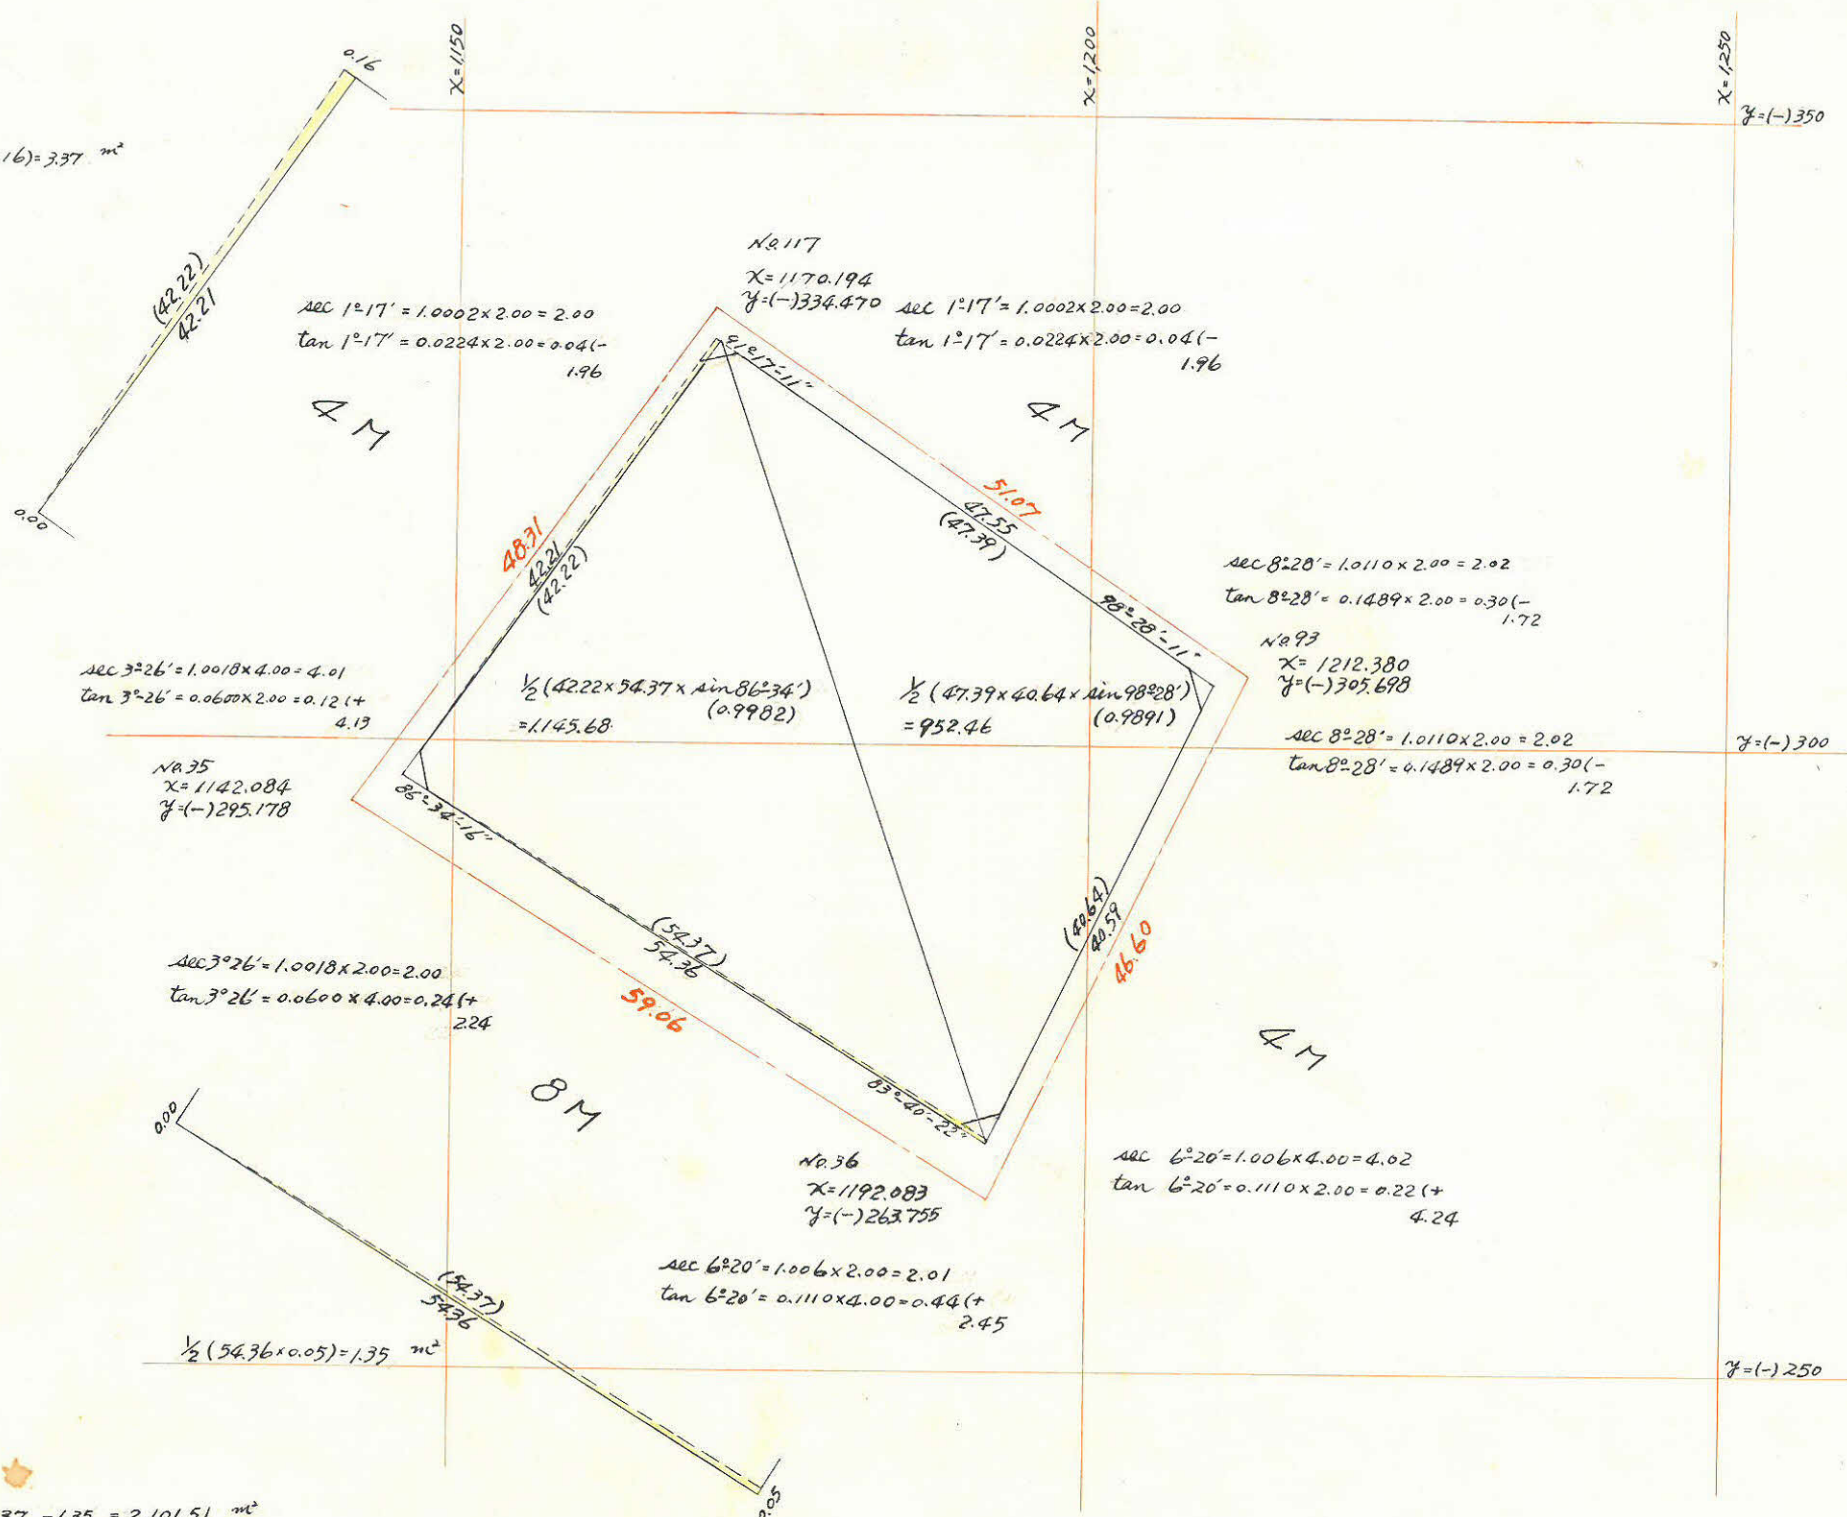 X=1,150
X=1,200
X=1,250
0.16
y=(-)350
16)=3.37 m²
(42.22)
42.21
0.00
No.117
X=1170.194
y=(-)334.470
sec 1°-17′=1.0002×2.00=2.00
tan 1°-17′=0.0224×2.00=0.04(-
1.96
sec 1°-17′=1.0002×2.00=2.00
tan 1°-17′=0.0224×2.00=0.04(-
1.96
91°-17′-11″
4 M
4 M
51.07
47.55
(47.39)
48.31
42.21
(42.22)
98°-28′-11″
sec 8°-28′=1.0110×2.00=2.02
tan 8°-28′=0.1489×2.00=0.30(-
1.72
No.93
X=1212.380
y=(-)305.698
sec 3°-26′=1.0018×4.00=4.01
tan 3°-26′=0.0600×2.00=0.12(+
4.13
½(42.22×54.37×sin86°-34′)
(0.9982)
=1.145.68
½(47.39×40.64×sin98°-28′)
(0.9891)
=952.46
sec 8°-28′=1.0110×2.00=2.02
tan 8°-28′=0.1489×2.00=0.30(-
1.72
y=(-)300
No.35
X=1142.084
y=(-)295.178
86°-34′-16″
(54.37)
54.36
59.06
(40.64)
40.59
46.60
sec 3°26′=1.0018×2.00=2.00
tan 3°26′=0.0600×4.00=0.24(+
2.24
8 M
4 M
83°-40′-22″
0.00
No.36
X=1192.083
y=(-)263.755
sec 6°-20′=1.006×4.00=4.02
tan 6°-20′=0.1110×2.00=0.22(+
4.24
sec 6°-20′=1.006×2.00=2.01
tan 6°-20′=0.1110×4.00=0.44(+
2.45
(54.37)
54.36
½(54.36×0.05)=1.35 m²
y=(-)250
0.05
37 -1.35 = 2.101.51 m²